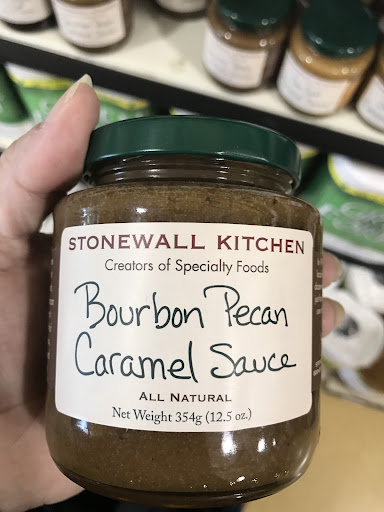 STONEWALL KITCHEN
Creators of Specialty Foods
Bourbon Pecan
Caramel Sauce
ALL NATURAL
Net Weight 354g (12.5 oz.)